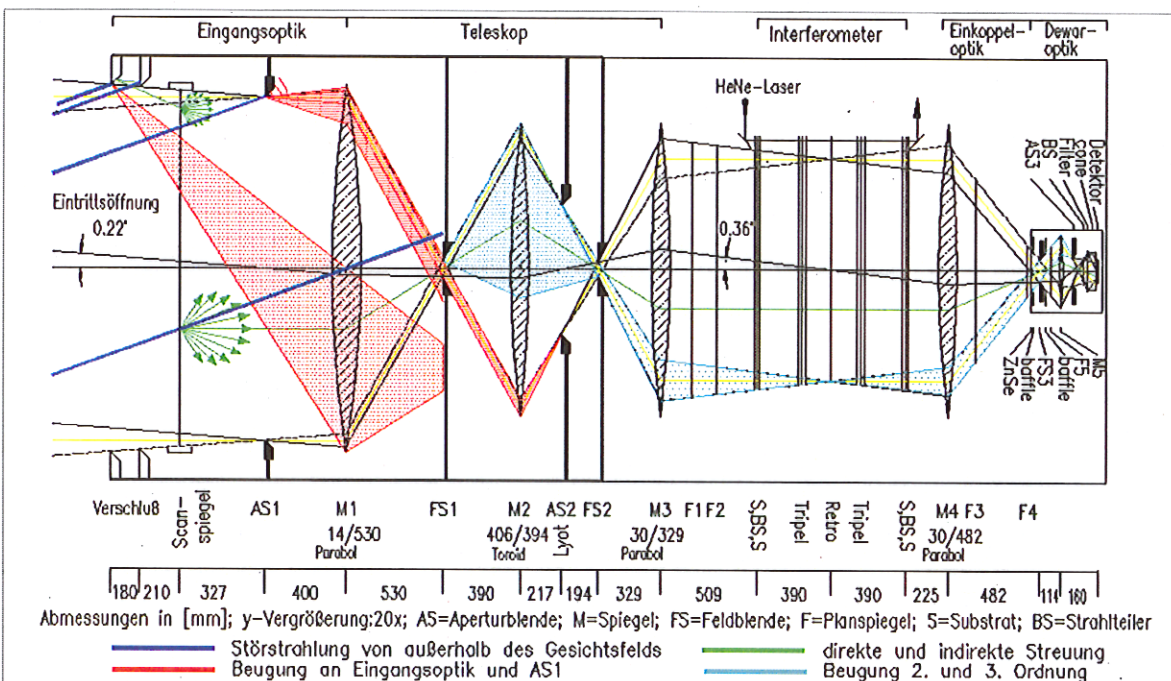 Eingangsoptik Teleskop Interferometer Einkoppel-optik Dewar-optik
HeNe-Laser
AS3
BS
Filter
cone
Detektor
Eintrittsöffnung
0.22°
0.36°
ZnSe
baffle
FS3
baffle
F5
M5
Verschluß
Scan-spiegel
AS1
M1
14/530
Parabol
FS1
M2
406/394
Toroid
AS2
Lyot
FS2
M3
30/329
Parabol
F1 F2
S,BS,S
Tripel
Retro
Tripel
S,BS,S
M4 F3
30/482
Parabol
F4
180 210 327 400 530 390 217 194 329 509 390 390 225 482 114 160
Abmessungen in [mm]; y-Vergrößerung:20x; AS=Aperturblende; M=Spiegel; FS=Feldblende; F=Planspiegel; S=Substrat; BS=Strahlteiler
Störstrahlung von außerhalb des Gesichtsfelds direkte und indirekte Streuung
Beugung an Eingangsoptik und AS1 Beugung 2. und 3. Ordnung